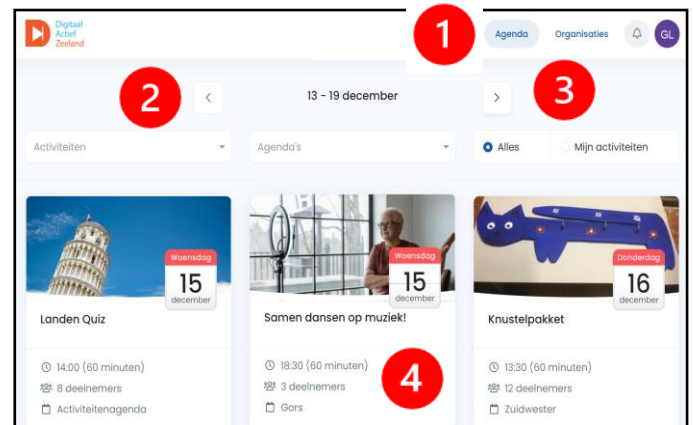 Digitaal
Actief
Zeeland
1
Agenda
Organisaties
GL
2
13 - 19 december
3
Activiteiten
Agenda's
Alles
Mijn activiteiten
Woensdag
15
december
Landen Quiz
14:00 (60 minuten)
8 deelnemers
Activiteitenagenda
Woensdag
15
december
Samen dansen op muziek!
18:30 (60 minuten)
3 deelnemers
4
Gors
Donderdag
16
december
Knustelpakket
13:30 (60 minuten)
12 deelnemers
Zuidwester